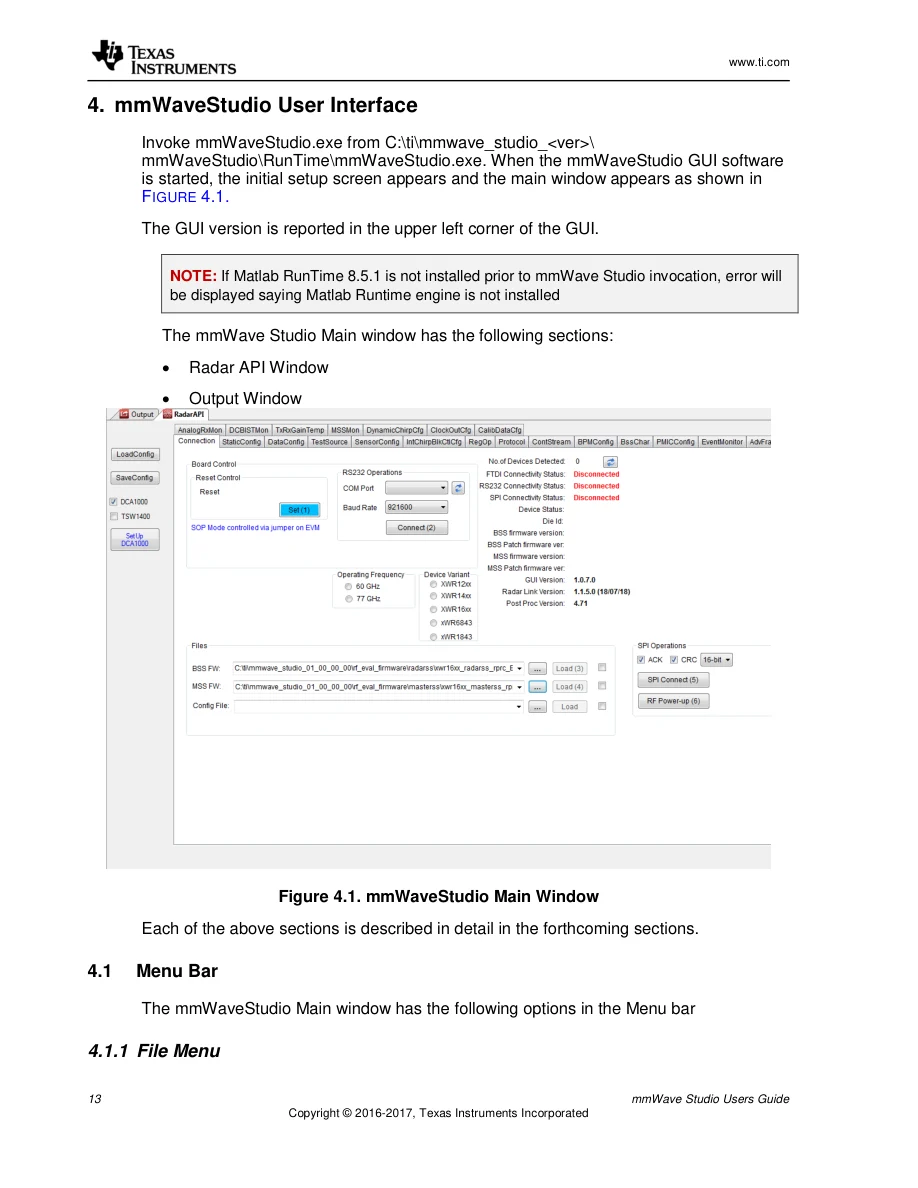 TEXAS
INSTRUMENTS
www.ti.com
4. mmWaveStudio User Interface
Invoke mmWaveStudio.exe from C:\ti\mmwave_studio_<ver>\
mmWaveStudio\RunTime\mmWaveStudio.exe. When the mmWaveStudio GUI software
is started, the initial setup screen appears and the main window appears as shown in
FIGURE 4.1.
The GUI version is reported in the upper left corner of the GUI.
NOTE: If Matlab RunTime 8.5.1 is not installed prior to mmWave Studio invocation, error will
be displayed saying Matlab Runtime engine is not installed
The mmWave Studio Main window has the following sections:
• Radar API Window
• Output Window
Output RadarAPI
AnalogRxMon DCBISTMon TxRxGainTemp MSSMon DynamicChirpCfg ClockOutCfg CalibDataCfg
Connection StaticConfig DataConfig TestSource SensorConfig IntChirpBlkCtlCfg RegOp Protocol ContStream BPMConfig BssChar PMICConfig EventMonitor AdvFra
LoadConfig
SaveConfig
DCA1000
TSW1400
SetUp
DCA1000
Board Control
Reset Control
Reset
Set (1)
SOP Mode controlled via jumper on EVM
RS232 Operations
COM Port
Baud Rate 921600
Connect (2)
No.of Devices Detected: 0
FTDI Connectivity Status: Disconnected
RS232 Connectivity Status: Disconnected
SPI Connectivity Status: Disconnected
Device Status:
Die Id:
BSS firmware version:
BSS Patch firmware ver:
MSS firmware version:
MSS Patch firmware ver:
GUI Version: 1.0.7.0
Radar Link Version: 1.1.5.0 (18/07/18)
Post Proc Version: 4.71
Operating Frequency
60 GHz
77 GHz
Device Variant
XWR12xx
XWR14xx
XWR16xx
xWR6843
xWR1843
Files
BSS FW: C:\ti\mmwave_studio_01_00_00_00\rf_eval_firmware\radarss\xwr16xx_radarss_rprc_E ... Load (3)
MSS FW: C:\ti\mmwave_studio_01_00_00_00\rf_eval_firmware\masterss\xwr16xx_masterss_rp ... Load (4)
Config File: ... Load
SPI Operations
ACK CRC 16-bit
SPI Connect (5)
RF Power-up (6)
Figure 4.1. mmWaveStudio Main Window
Each of the above sections is described in detail in the forthcoming sections.
4.1 Menu Bar
The mmWaveStudio Main window has the following options in the Menu bar
4.1.1 File Menu
13
mmWave Studio Users Guide
Copyright © 2016-2017, Texas Instruments Incorporated